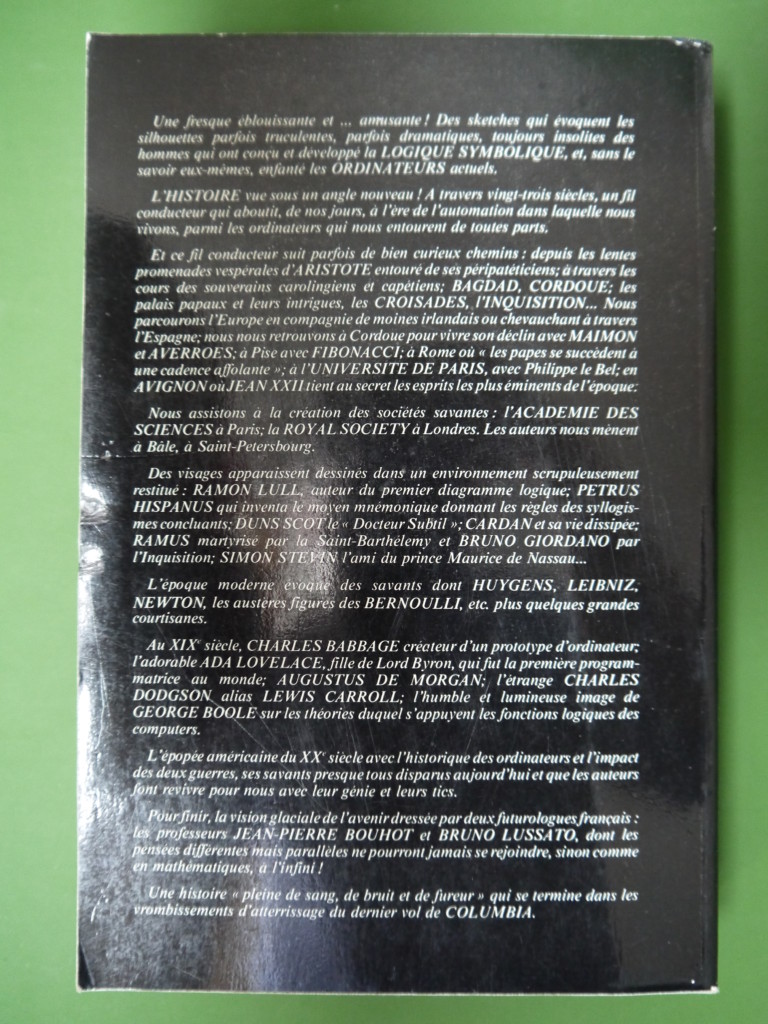 Une fresque éblouissante et ... amusante ! Des sketches qui évoquent les
silhouettes parfois truculentes, parfois dramatiques, toujours insolites des
hommes qui ont conçu et développé la LOGIQUE SYMBOLIQUE, et, sans le
savoir eux-mêmes, enfanté les ORDINATEURS actuels.
L'HISTOIRE vue sous un angle nouveau ! A travers vingt-trois siècles, un fil
conducteur qui aboutit, de nos jours, à l'ère de l'automation dans laquelle nous
vivons, parmi les ordinateurs qui nous entourent de toutes parts.
Et ce fil conducteur suit parfois de bien curieux chemins : depuis les lentes
promenades vespérales d'ARISTOTE entouré de ses péripatéticiens; à travers les
cours des souverains carolingiens et capétiens; BAGDAD, CORDOUE; les
palais papaux et leurs intrigues, les CROISADES, l'INQUISITION... Nous
parcourons l'Europe en compagnie de moines irlandais ou chevauchant à travers
l'Espagne; nous nous retrouvons à Cordoue pour vivre son déclin avec MAIMON
et AVERROES; à Pise avec FIBONACCI; à Rome où « les papes se succèdent à
une cadence affolante »; à l'UNIVERSITE DE PARIS, avec Philippe le Bel; en
AVIGNON où JEAN XXII tient au secret les esprits les plus éminents de l'époque.
Nous assistons à la création des sociétés savantes : l'ACADEMIE DES
SCIENCES à Paris; la ROYAL SOCIETY à Londres. Les auteurs nous mènent
à Bâle, à Saint-Petersbourg.
Des visages apparaissent dessinés dans un environnement scrupuleusement
restitué : RAMON LULL, auteur du premier diagramme logique; PETRUS
HISPANUS qui inventa le moyen mnémonique donnant les règles des syllogis-
mes concluants; DUNS SCOT le « Docteur Subtil »; CARDAN et sa vie dissipée;
RAMUS martyrisé par la Saint-Barthélemy et BRUNO GIORDANO par
l'Inquisition; SIMON STEVIN l'ami du prince Maurice de Nassau...
L'époque moderne évoque des savants dont HUYGENS, LEIBNIZ,
NEWTON, les austères figures des BERNOULLI, etc. plus quelques grandes
courtisanes.
Au XIXe siècle, CHARLES BABBAGE créateur d'un prototype d'ordinateur;
l'adorable ADA LOVELACE, fille de Lord Byron, qui fut la première program-
matrice au monde; AUGUSTUS DE MORGAN; l'étrange CHARLES
DODGSON alias LEWIS CARROLL; l'humble et lumineuse image de
GEORGE BOOLE sur les théories duquel s'appuyent les fonctions logiques des
computers.
L'épopée américaine du XXe siècle avec l'historique des ordinateurs et l'impact
des deux guerres, ses savants presque tous disparus aujourd'hui et que les auteurs
font revivre pour nous avec leur génie et leurs tics.
Pour finir, la vision glaciale de l'avenir dressée par deux futurologues français :
les professeurs JEAN-PIERRE BOUHOT et BRUNO LUSSATO, dont les
pensées différentes mais parallèles ne pourront jamais se rejoindre, sinon comme
en mathématiques, à l'infini !
Une histoire « pleine de sang, de bruit et de fureur » qui se termine dans les
vrombissements d'atterrissage du dernier vol de COLUMBIA.